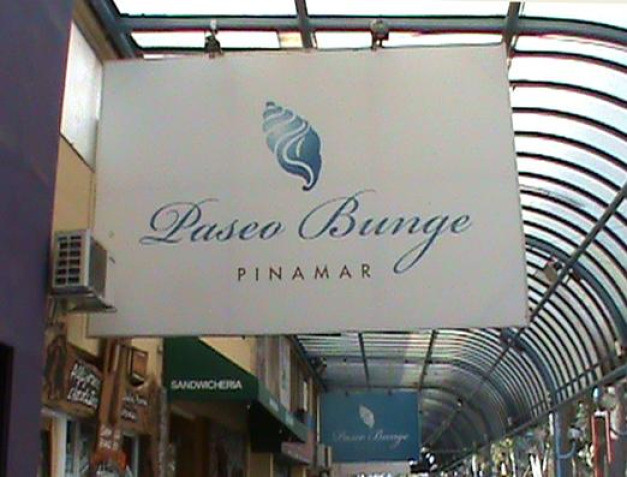 Paseo Bunge
PINAMAR
SANDWICHERIA
Paseo Bunge